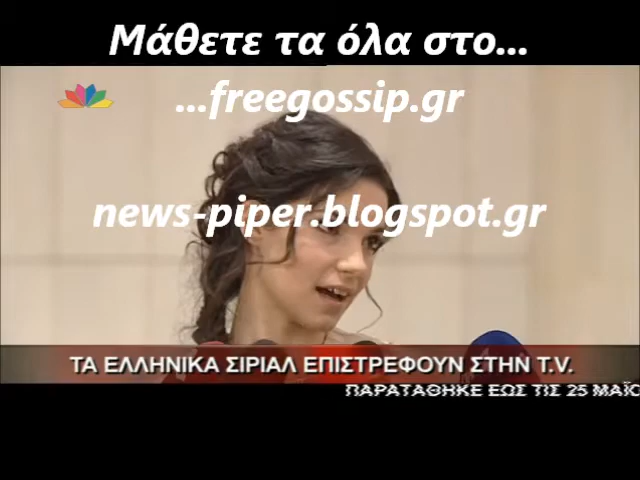 Μάθετε τα όλα στο...
...freegossip.gr
news-piper.blogspot.gr
ΤΑ ΕΛΛΗΝΙΚΑ ΣΙΡΙΑΛ ΕΠΙΣΤΡΕΦΟΥΝ ΣΤΗΝ T.V.
ΠΑΡΑΤΑΘΗΚΕ ΕΩΣ ΤΙΣ 25 ΜΑΪΟ